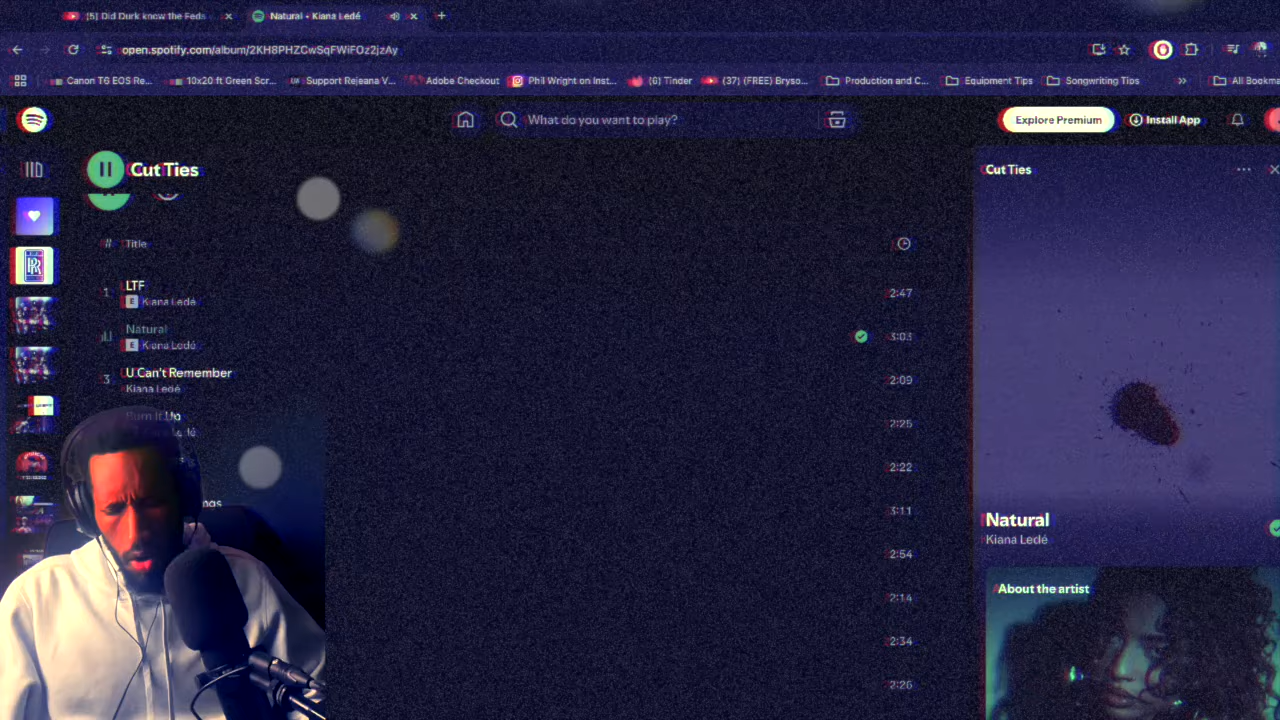 [5] Did Durk know the Feds
Natural • Kiana Ledé
open.spotify.com/album/2KH8PHZCwSqFWiFOz2jzAy
Canon T6 EOS Re...
10x20 ft Green Scr...
Support Rejeana V...
Adobe Checkout
Phil Wright on Inst...
(6) Tinder
(37) (FREE) Bryso...
Production and C...
Equipment Tips
Songwriting Tips
»
All Bookma
What do you want to play?
Explore Premium
Install App
Cut Ties
Cut Ties
# Title
1 LTF 2:47
E Kiana Ledé
Natural 3:03
E Kiana Ledé
3 U Can't Remember 2:09
Kiana Ledé
Burn It Up 2:25
2:22
ngs 3:11
2:54
2:14
2:34
2:26
Natural
Kiana Ledé
About the artist